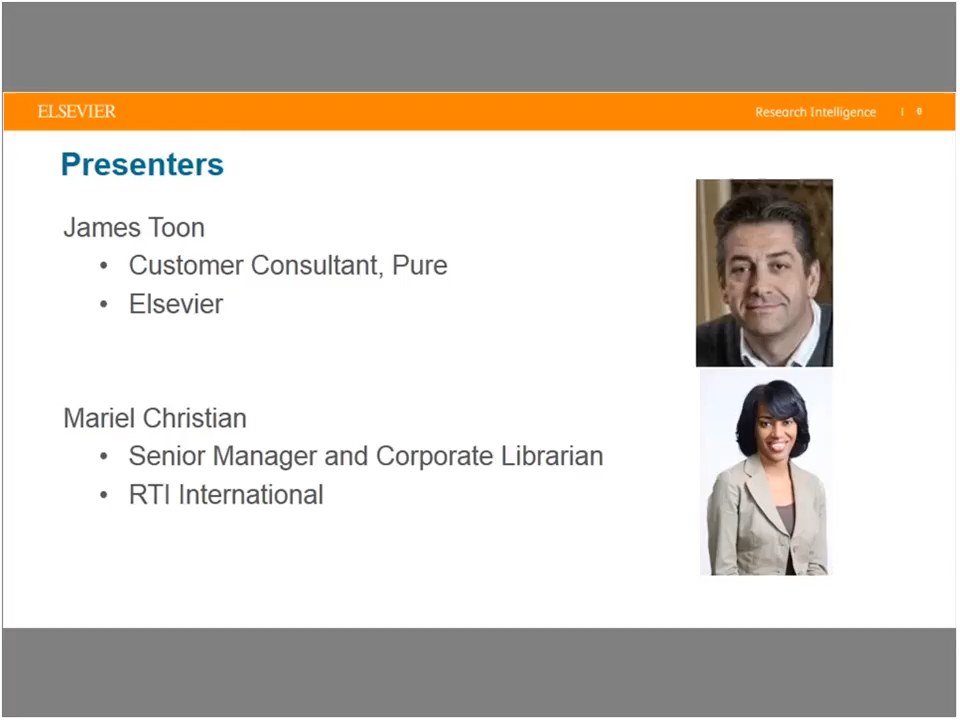 ELSEVIER
Research Intelligence | 0
Presenters
James Toon
• Customer Consultant, Pure
• Elsevier
Mariel Christian
• Senior Manager and Corporate Librarian
• RTI International